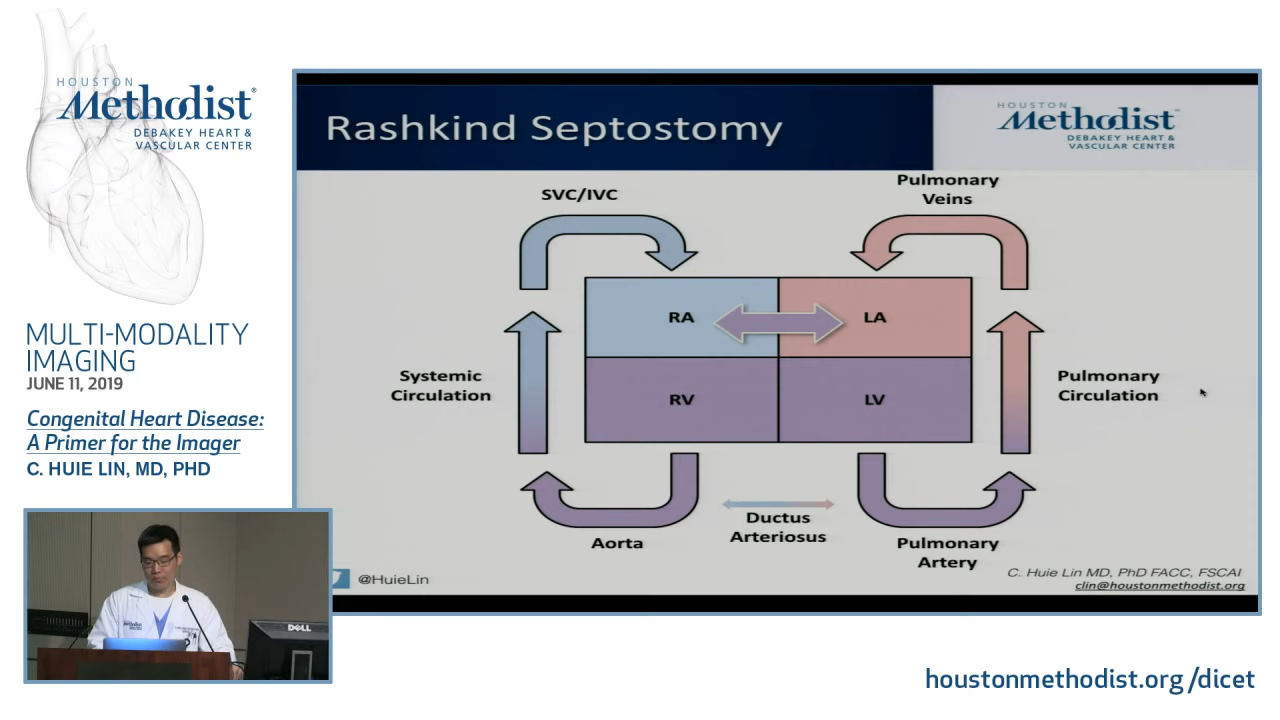 HOUSTON
Methodist®
DEBAKEY HEART &
VASCULAR CENTER
MULTI-MODALITY
IMAGING
JUNE 11, 2019
Congenital Heart Disease:
A Primer for the Imager
C. HUIE LIN, MD, PHD
Rashkind Septostomy
HOUSTON
Methodist™
DEBAKEY HEART &
VASCULAR CENTER
SVC/IVC
Pulmonary
Veins
RA
LA
Systemic
Circulation
RV
LV
Pulmonary
Circulation
Aorta
Ductus
Arteriosus
Pulmonary
Artery
@HuieLin
C. Huie Lin MD, PhD FACC, FSCAI
clin@houstonmethodist.org
Methodist
DELL
houstonmethodist.org/dicet